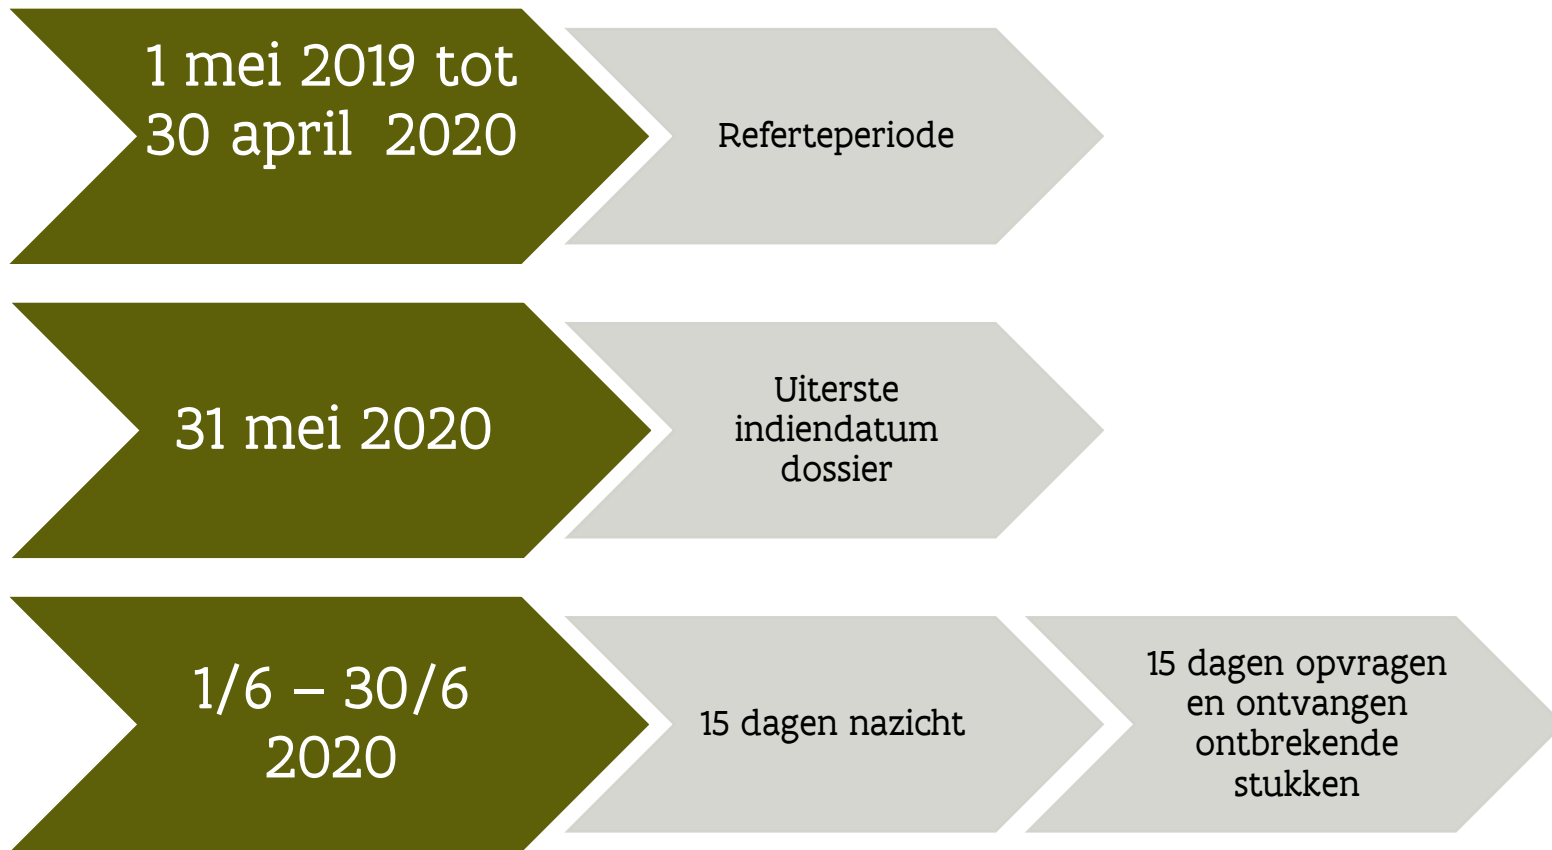 1 mei 2019 tot
30 april 2020
Referteperiode
31 mei 2020
Uiterste
indiendatum
dossier
1/6 – 30/6
2020
15 dagen nazicht
15 dagen opvragen
en ontvangen
ontbrekende
stukken